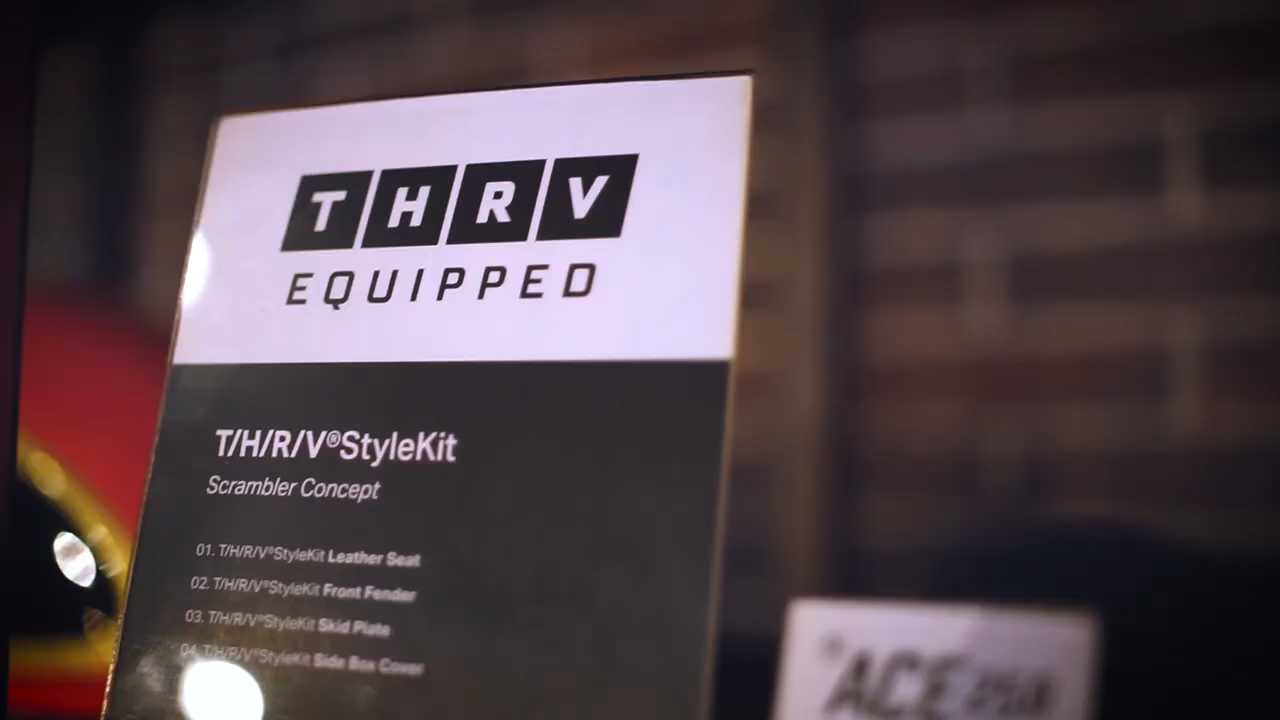 THRV
EQUIPPED
T/H/R/V®StyleKit
Scrambler Concept
01. T/H/R/V®StyleKit Leather Seat
02. T/H/R/V®StyleKit Front Fender
03. T/H/R/V®StyleKit Skid Plate
04. T/H/R/V®StyleKit Side Box Cover
ACE